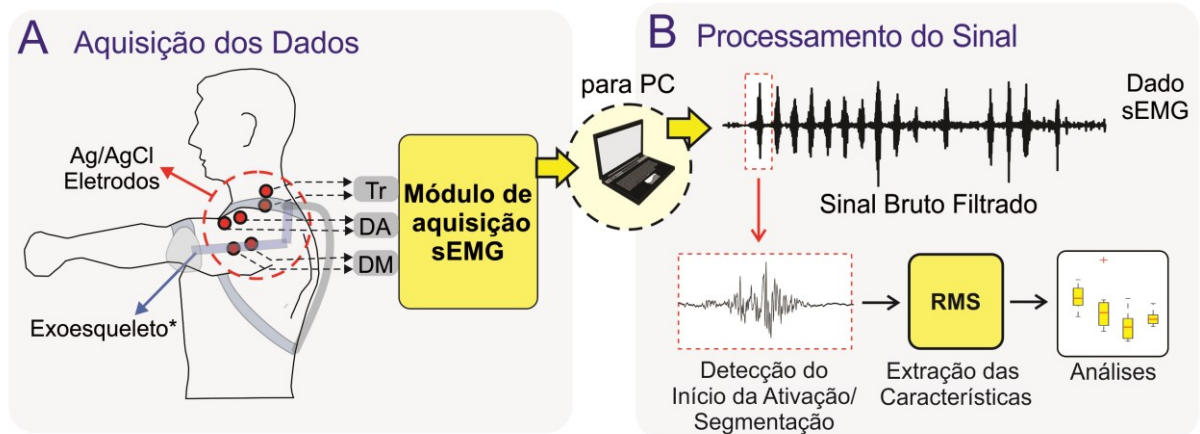 A Aquisição dos Dados
Ag/AgCl
Eletrodos
Exoesqueleto*
Tr
DA
DM
Módulo de
aquisição
sEMG
para PC
B Processamento do Sinal
Dado
sEMG
Sinal Bruto Filtrado
Detecção do
Início da Ativação/
Segmentação
RMS
Extração das
Características
Análises